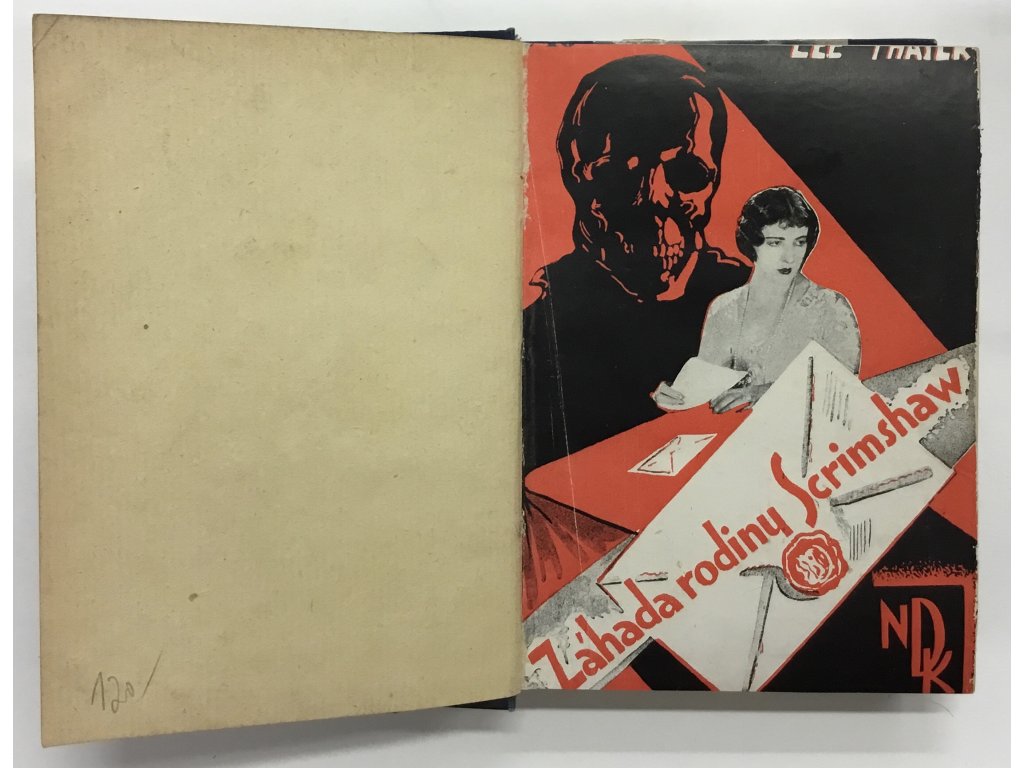 120
LEE THAYER
Záhada rodiny Scrimshaw
NDK